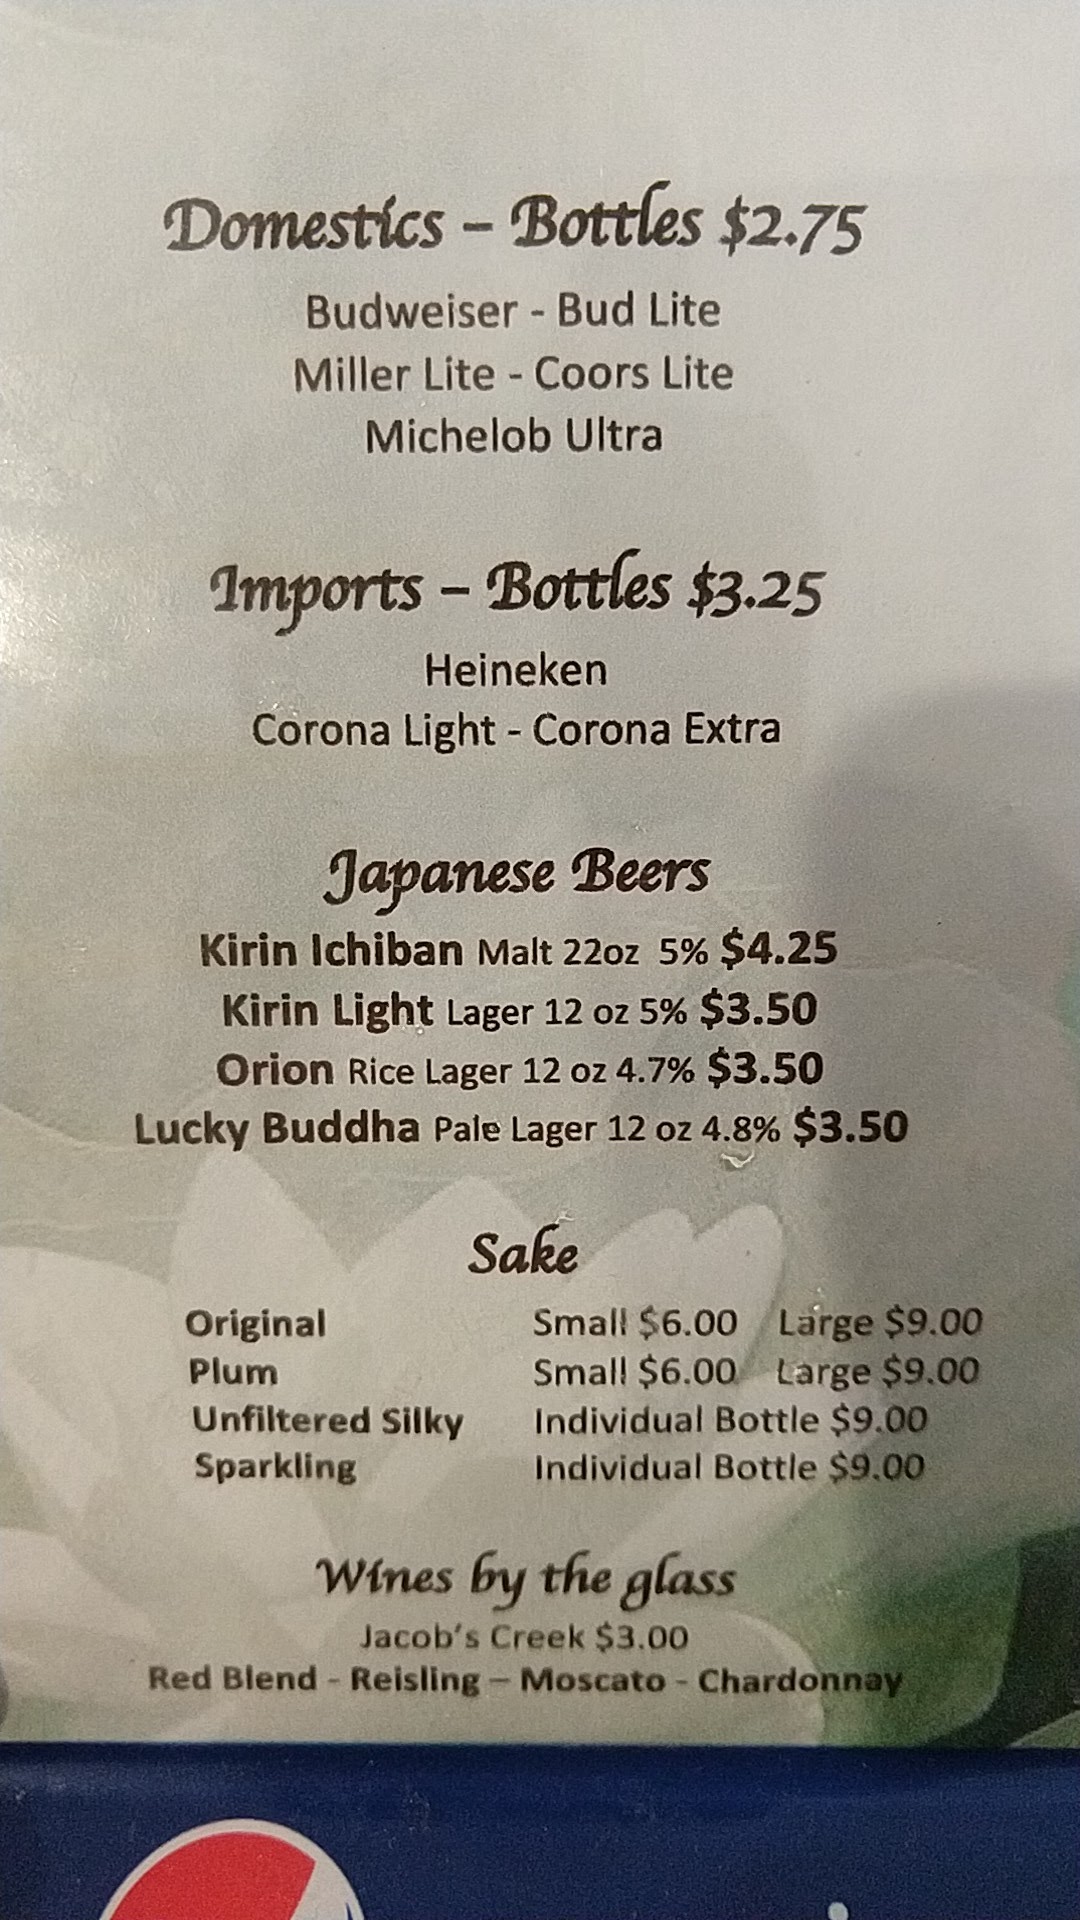 Domestics – Bottles $2.75
Budweiser - Bud Lite
Miller Lite - Coors Lite
Michelob Ultra
Imports – Bottles $3.25
Heineken
Corona Light - Corona Extra
Japanese Beers
Kirin Ichiban Malt 22oz 5% $4.25
Kirin Light Lager 12 oz 5% $3.50
Orion Rice Lager 12 oz 4.7% $3.50
Lucky Buddha Pale Lager 12 oz 4.8% $3.50
Sake
Original Small $6.00 Large $9.00
Plum Small $6.00 Large $9.00
Unfiltered Silky Individual Bottle $9.00
Sparkling Individual Bottle $9.00
Wines by the glass
Jacob's Creek $3.00
Red Blend - Reisling – Moscato - Chardonnay